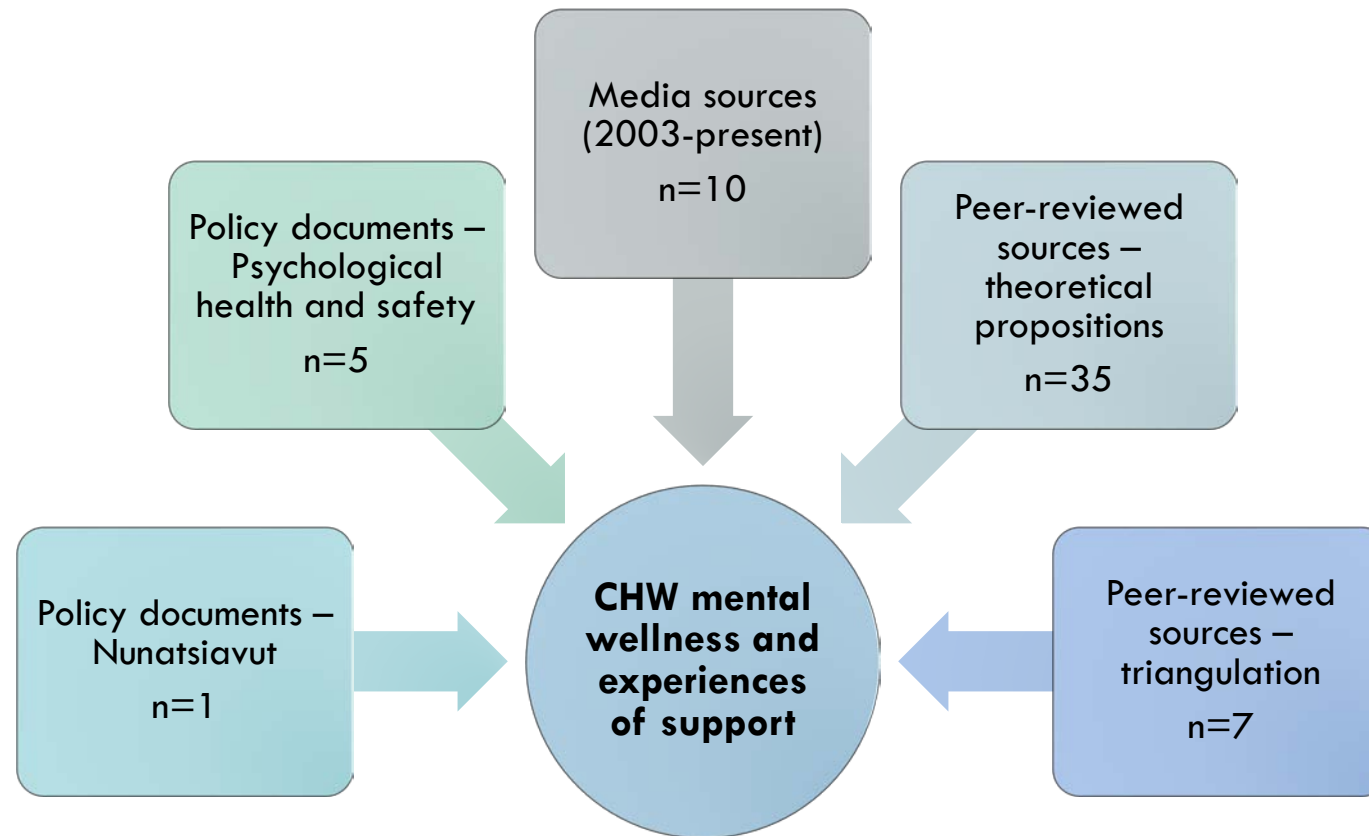 Media sources
(2003-present)
n=10
Policy documents –
Psychological
health and safety
n=5
Peer-reviewed
sources –
theoretical
propositions
n=35
Policy documents –
Nunatsiavut
n=1
CHW mental
wellness and
experiences
of support
Peer-reviewed
sources –
triangulation
n=7